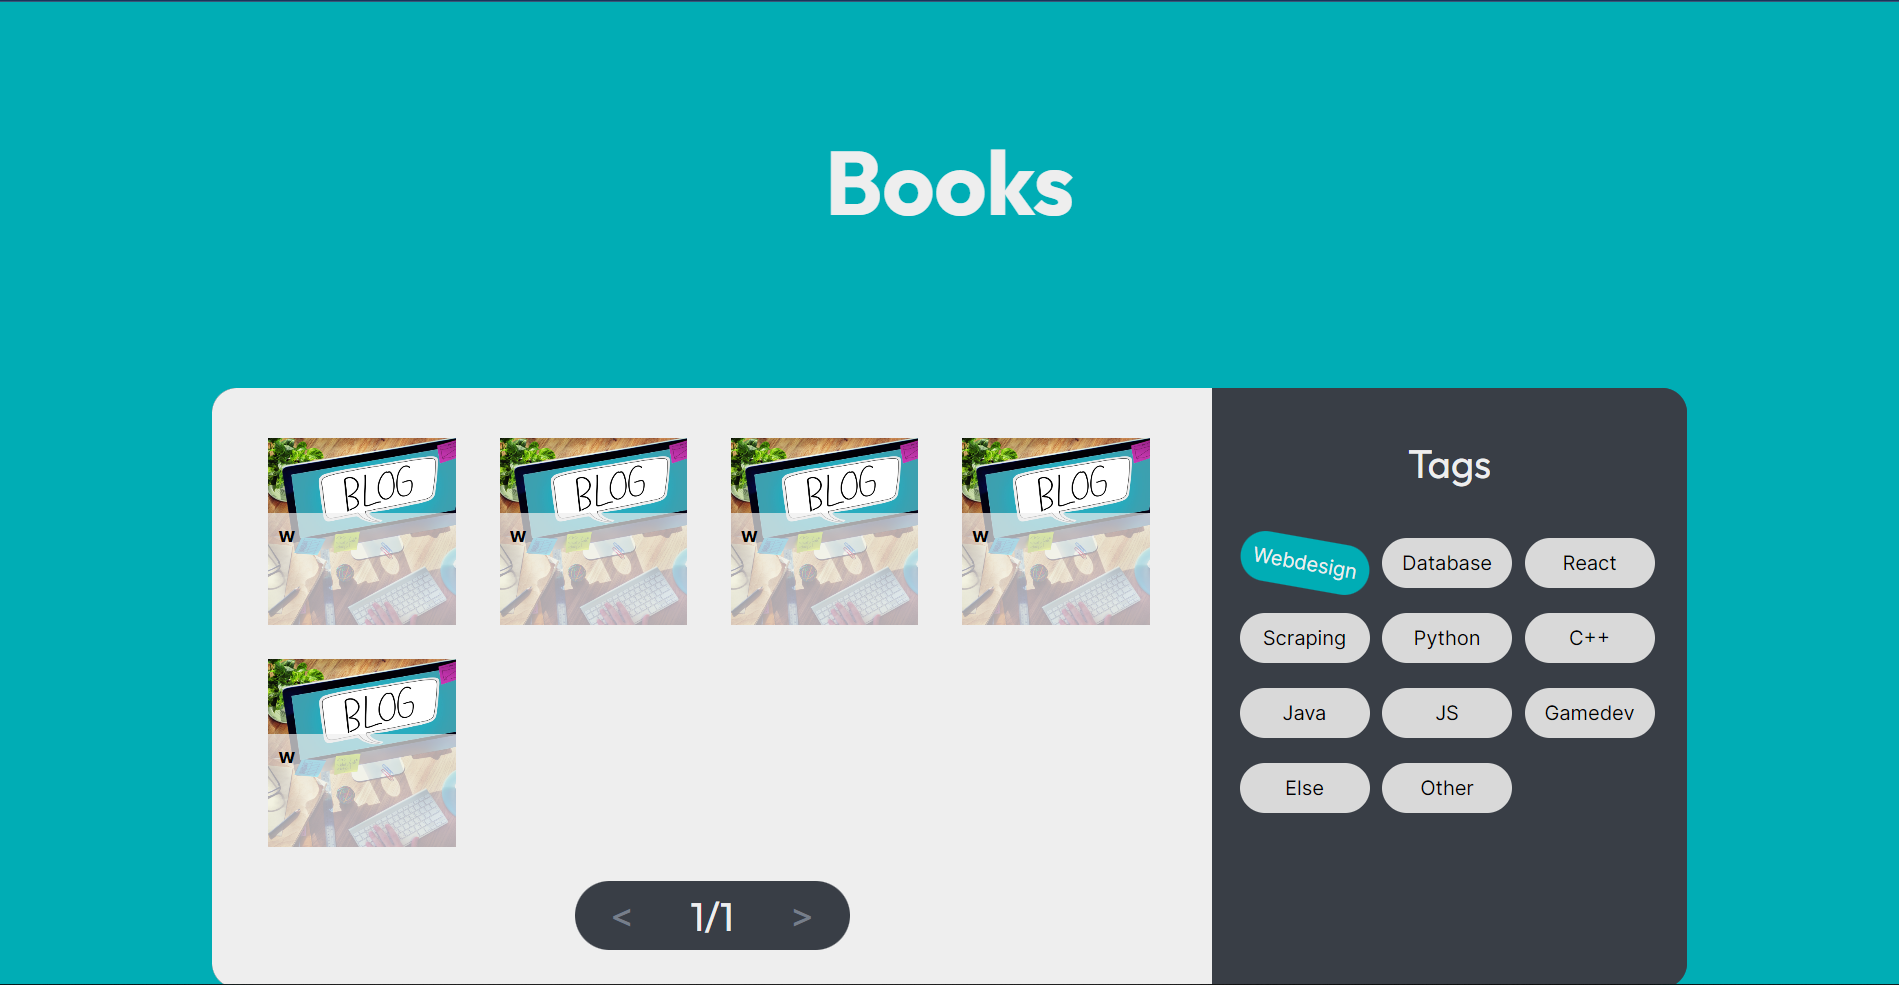 Books
BLOG BLOG BLOG BLOG
w w w w
BLOG
w
< 1/1 >
Tags
Webdesign Database React
Scraping Python C++
Java JS Gamedev
Else Other